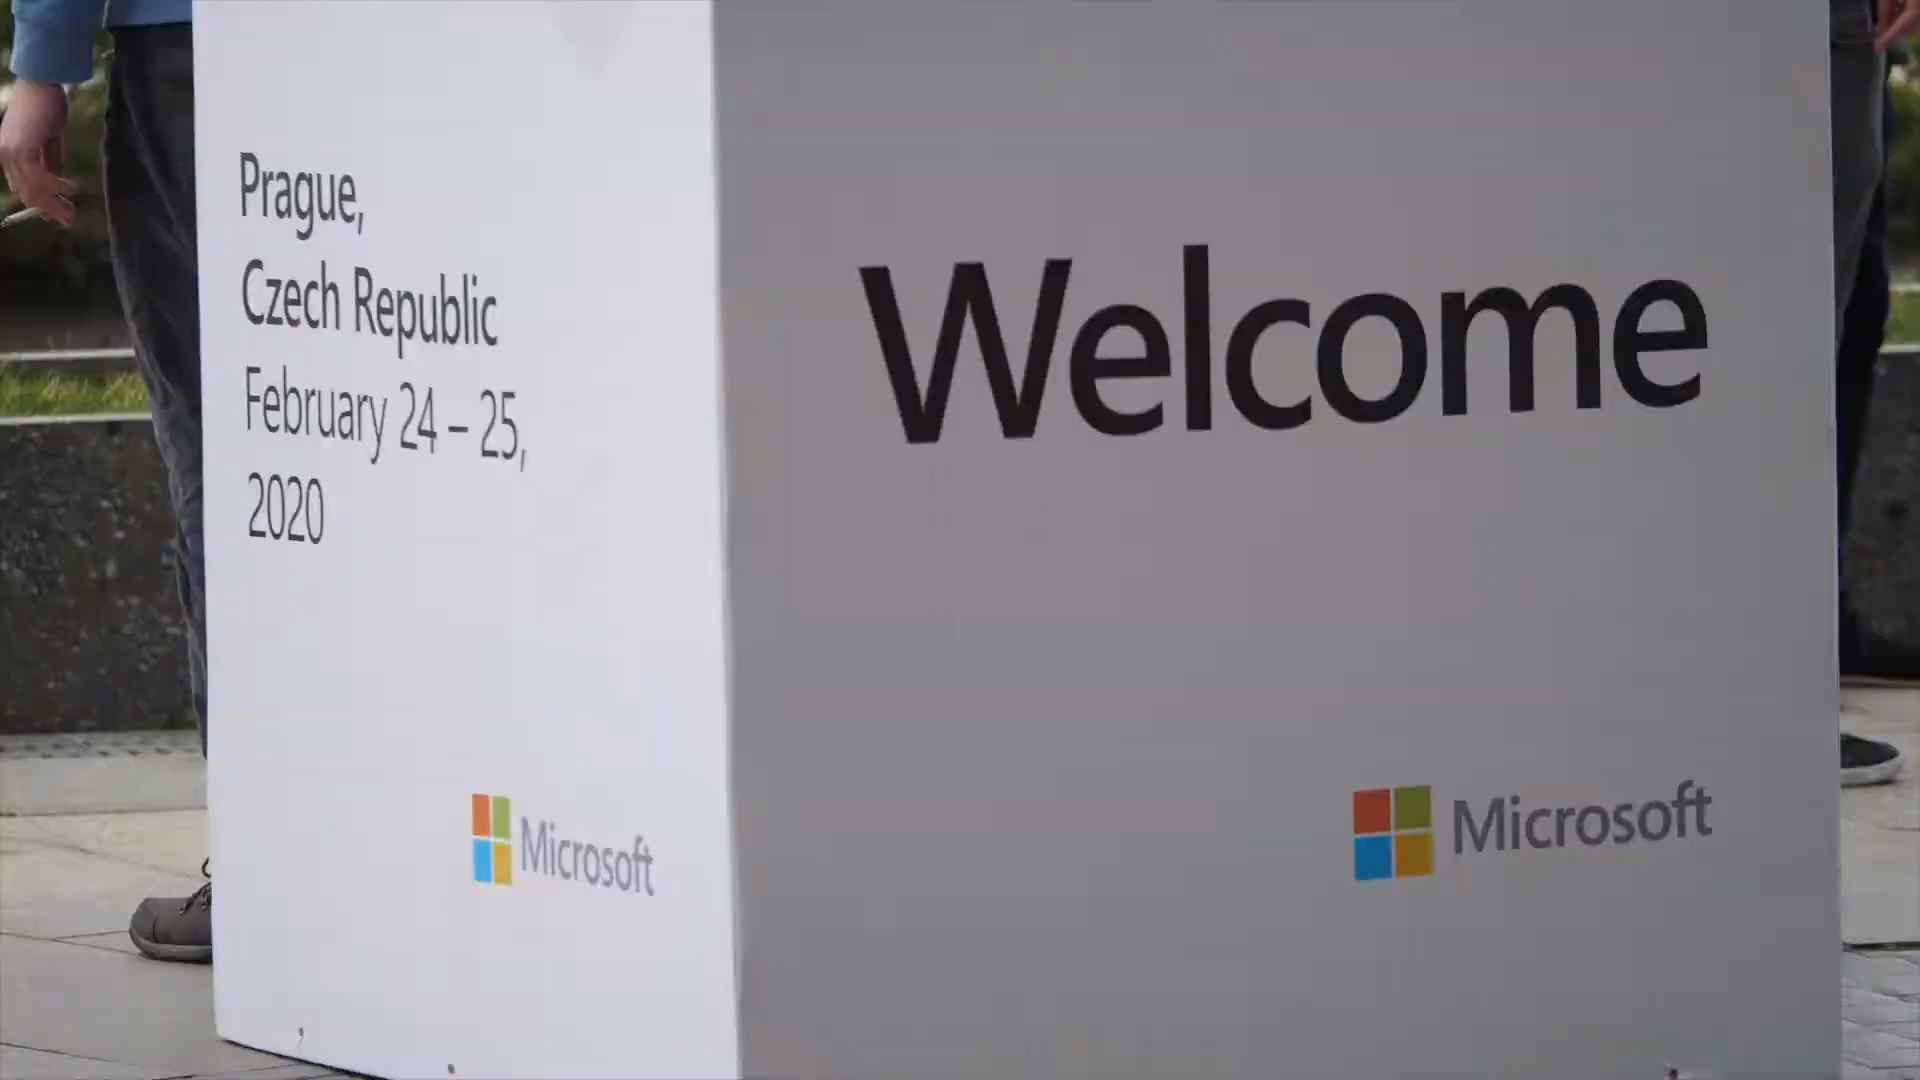 Prague,
Czech Republic
February 24 – 25,
2020
Microsoft
Welcome
Microsoft